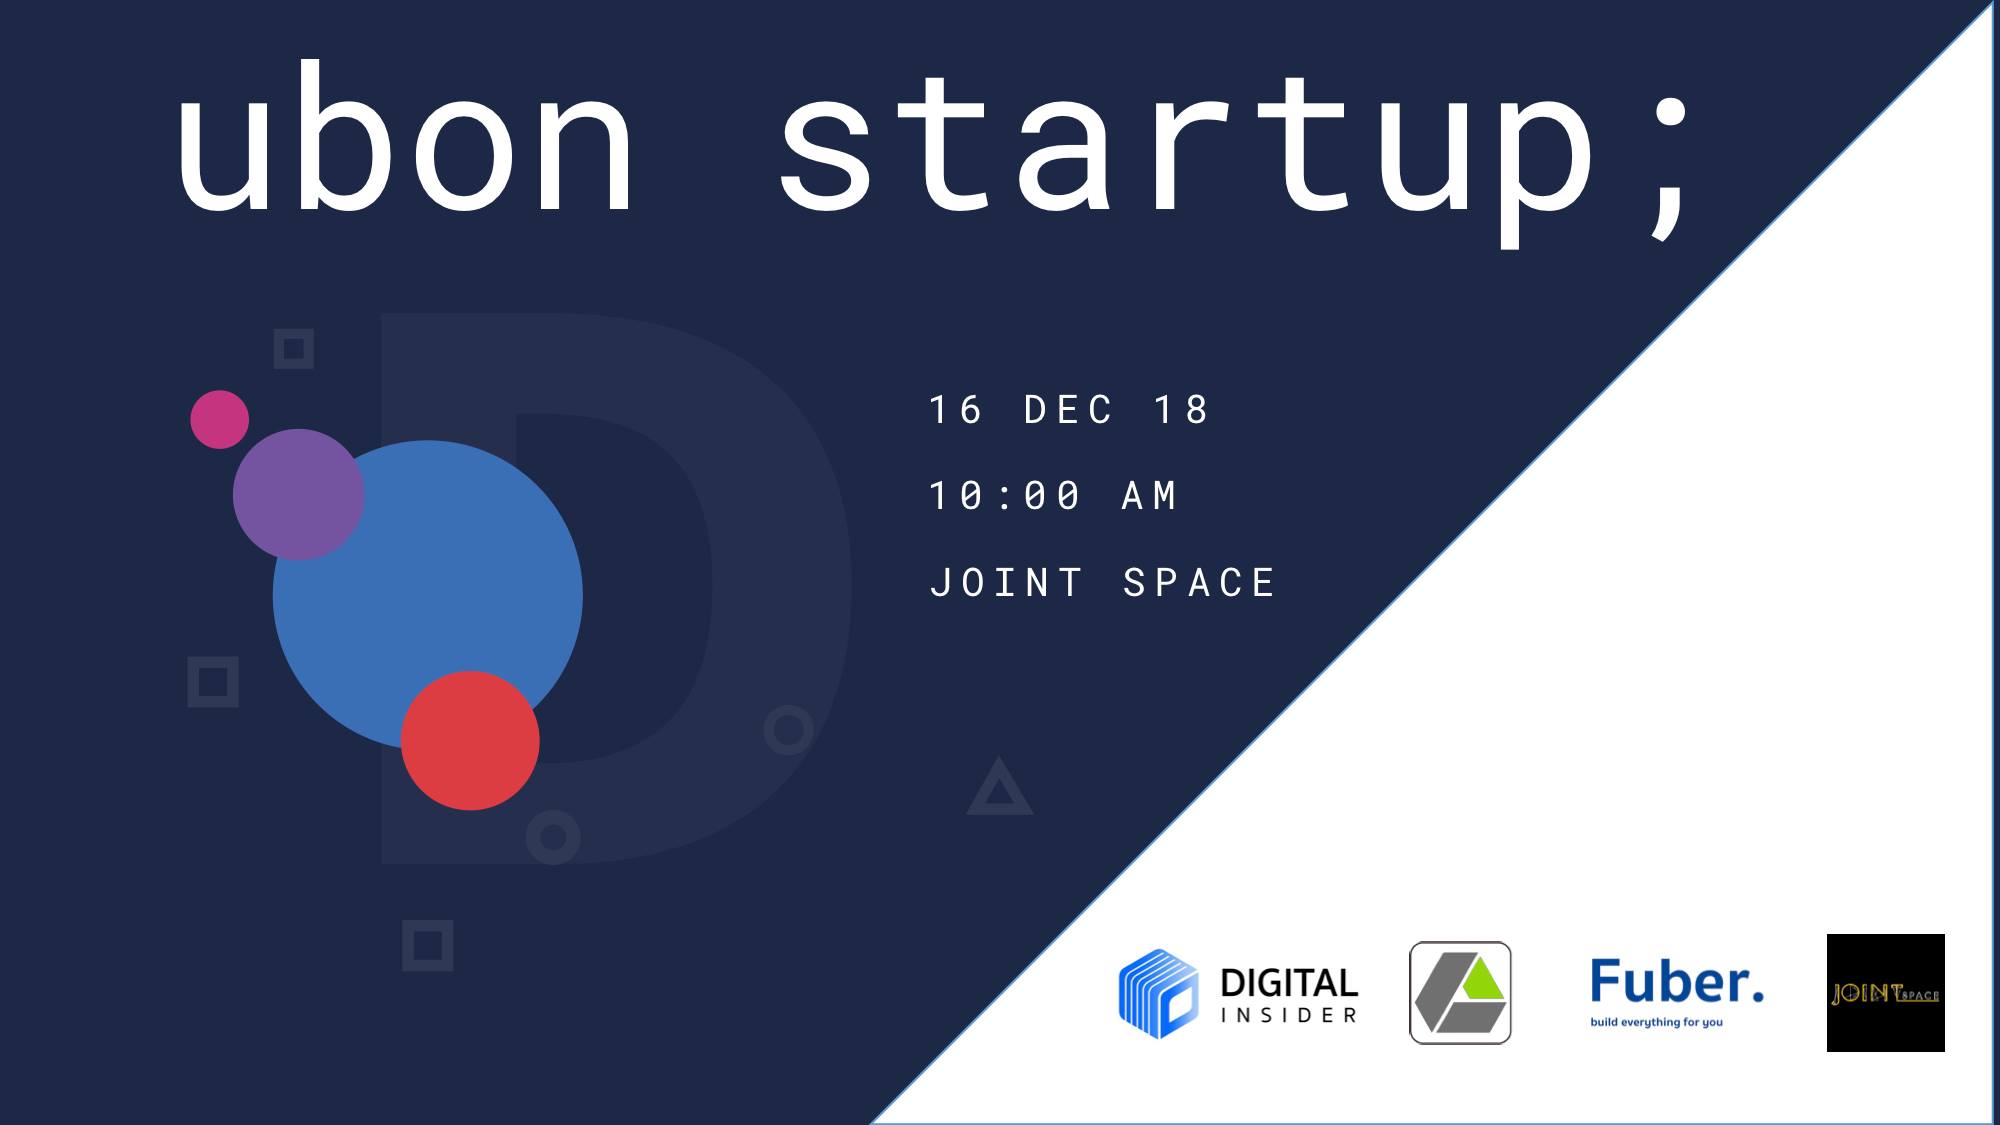 ubon startup;
16 DEC 18
10:00 AM
JOINT SPACE
DIGITAL
INSIDER
Fuber.
build everything for you
JOINT SPACE